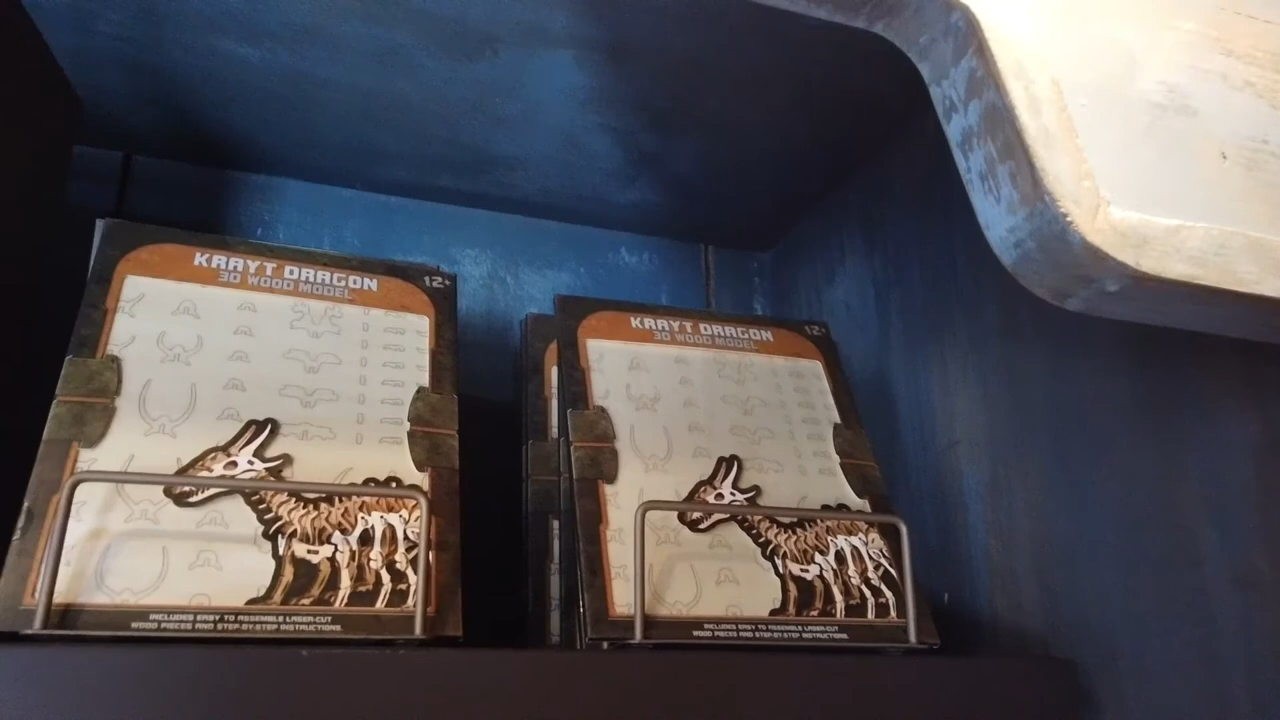 KRAYT DRAGON
3D WOOD MODEL
12+
INCLUDES EASY TO ASSEMBLE LASER-CUT
WOOD PIECES AND STEP-BY-STEP INSTRUCTIONS.
KRAYT DRAGON
3D WOOD MODEL
12+
INCLUDES EASY TO ASSEMBLE LASER-CUT
WOOD PIECES AND STEP-BY-STEP INSTRUCTIONS.